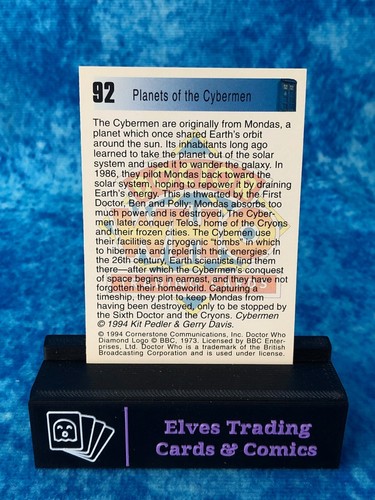 92 Planets of the Cybermen
The Cybermen are originally from Mondas, a
planet which once shared Earth's orbit
around the sun. Its inhabitants long ago
learned to take the planet out of the solar
system and used it to wander the galaxy. In
1986, they pilot Mondas back toward the
solar system, hoping to repower it by draining
Earth's energy. This is thwarted by the First
Doctor, Ben and Polly; Mondas absorbs too
much power and is destroyed. The Cyber-
men later conquer Telos, home of the Cryons
and their frozen cities. The Cybemen use
their facilities as cryogenic "tombs" in which
to hibernate and replenish their energies. In
the 26th century, Earth scientists find them
there—after which the Cybermen's conquest
of space begins in earnest, and they have not
forgotten their homeworld. Capturing a
timeship, they plot to keep Mondas from
having been destroyed, only to be stopped by
the Sixth Doctor and the Cryons. Cybermen
© 1994 Kit Pedler & Gerry Davis.
© 1994 Cornerstone Communications, Inc. Doctor Who
Diamond Logo © BBC, 1973. Licensed by BBC Enter-
prises, Ltd. Doctor Who is a trademark of the British
Broadcasting Corporation and is used under license.
Elves Trading
Cards & Comics